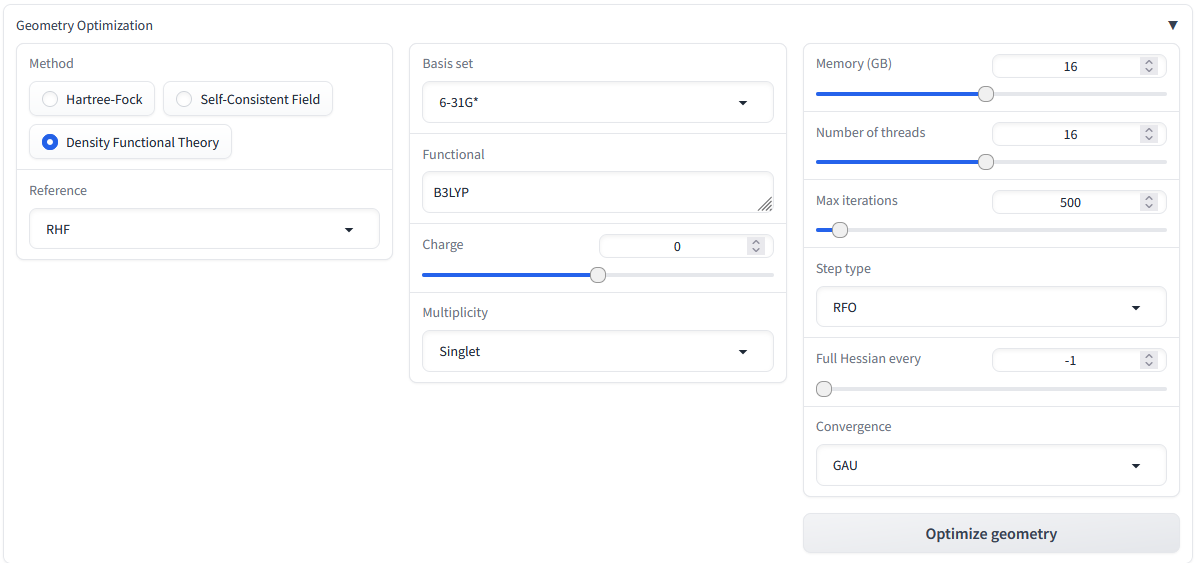 Geometry Optimization ▼
Method
Hartree-Fock
Self-Consistent Field
Density Functional Theory
Reference
RHF
Basis set
6-31G*
Functional
B3LYP
Charge
0
Multiplicity
Singlet
Memory (GB)
16
Number of threads
16
Max iterations
500
Step type
RFO
Full Hessian every
-1
Convergence
GAU
Optimize geometry